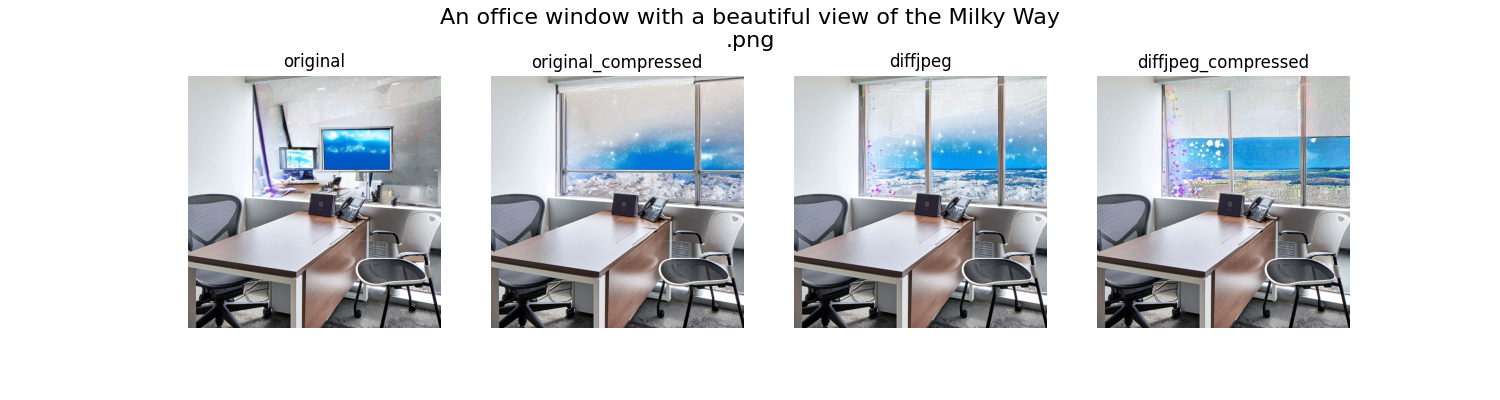 An office window with a beautiful view of the Milky Way
.png
original
original_compressed
diffjpeg
diffjpeg_compressed